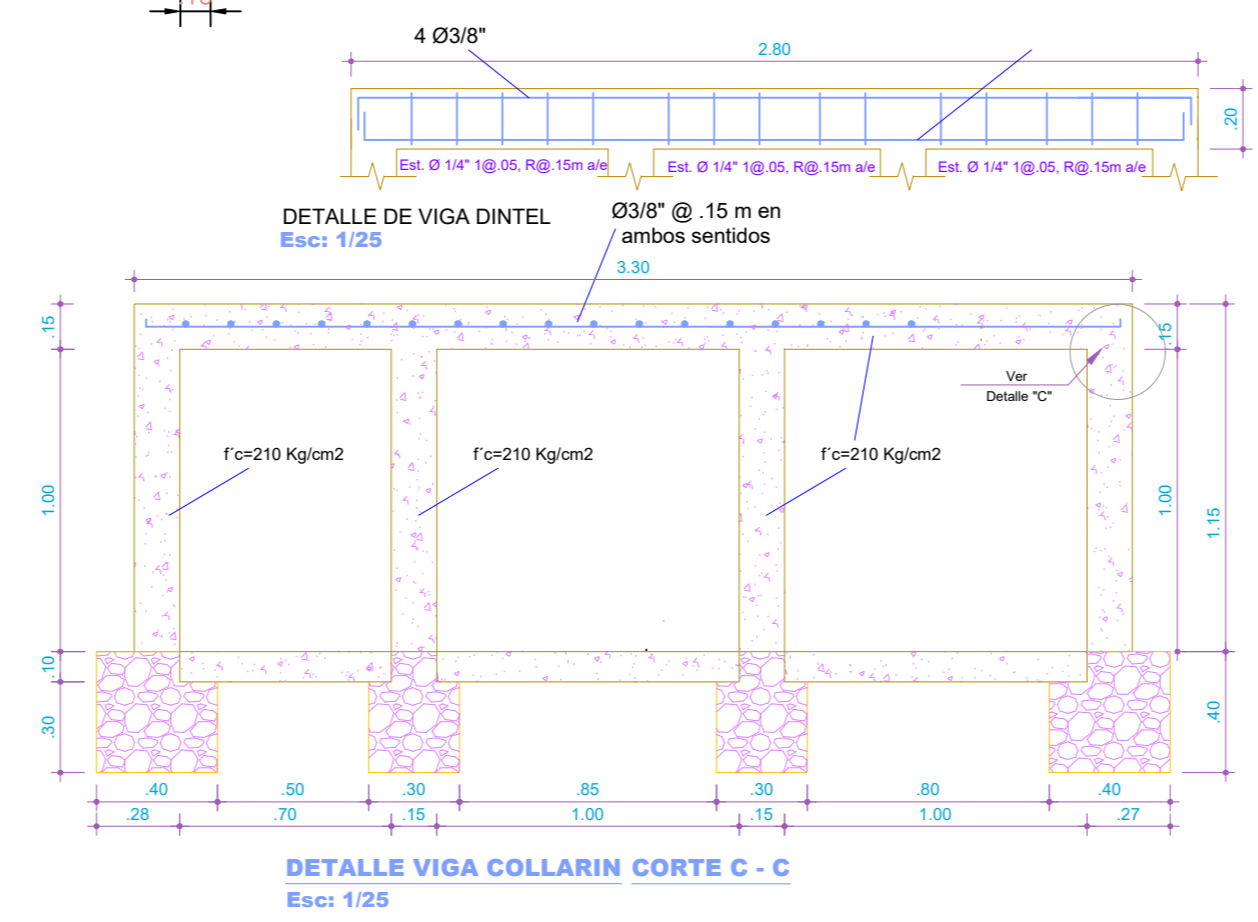 4 Ø3/8"
2.80
.20
Est. Ø 1/4" 1@.05, R@.15m a/e
Est. Ø 1/4" 1@.05, R@.15m a/e
Est. Ø 1/4" 1@.05, R@.15m a/e
DETALLE DE VIGA DINTEL
Esc: 1/25
Ø3/8" @ .15 m en
ambos sentidos
3.30
.15
.15
Ver
Detalle "C"
f´c=210 Kg/cm2
f´c=210 Kg/cm2
f´c=210 Kg/cm2
1.00
1.00
1.15
.10
.30
.40
.40
.50
.30
.85
.30
.80
.40
.28
.70
.15
1.00
.15
1.00
.27
DETALLE VIGA COLLARIN CORTE C - C
Esc: 1/25